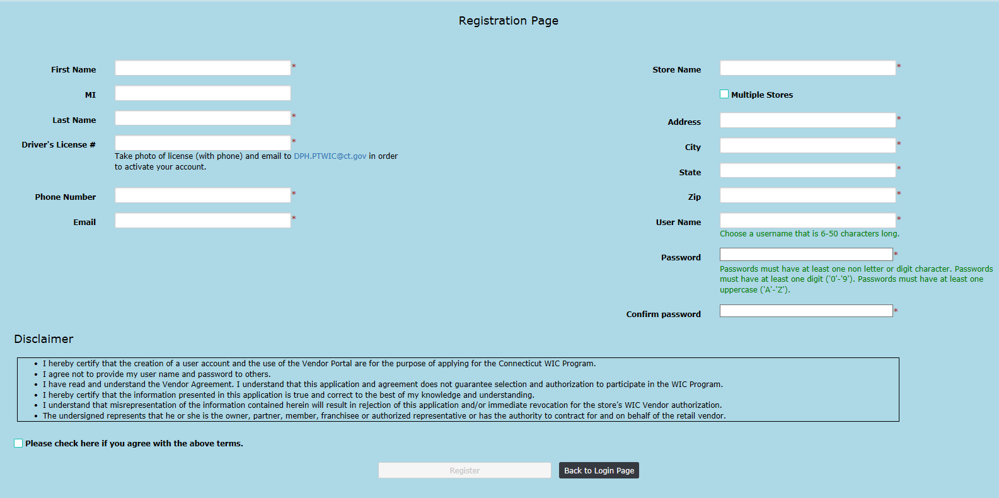 Registration Page
First Name *
MI
Last Name *
Driver's License # *
Take photo of license (with phone) and email to DPH.PTWIC@ct.gov in order
to activate your account.
Phone Number *
Email *
Store Name *
Multiple Stores
Address *
City *
State *
Zip *
User Name *
Choose a username that is 6-50 characters long.
Password *
Passwords must have at least one non letter or digit character. Passwords
must have at least one digit ('0'-'9'). Passwords must have at least one
uppercase ('A'-'Z').
Confirm password *
Disclaimer
• I hereby certify that the creation of a user account and the use of the Vendor Portal are for the purpose of applying for the Connecticut WIC Program.
• I agree not to provide my user name and password to others.
• I have read and understand the Vendor Agreement. I understand that this application and agreement does not guarantee selection and authorization to participate in the WIC Program.
• I hereby certify that the information presented in this application is true and correct to the best of my knowledge and understanding.
• I understand that misrepresentation of the information contained herein will result in rejection of this application and/or immediate revocation for the store’s WIC Vendor authorization.
• The undersigned represents that he or she is the owner, partner, member, franchisee or authorized representative or has the authority to contract for and on behalf of the retail vendor.
Please check here if you agree with the above terms.
Register
Back to Login Page